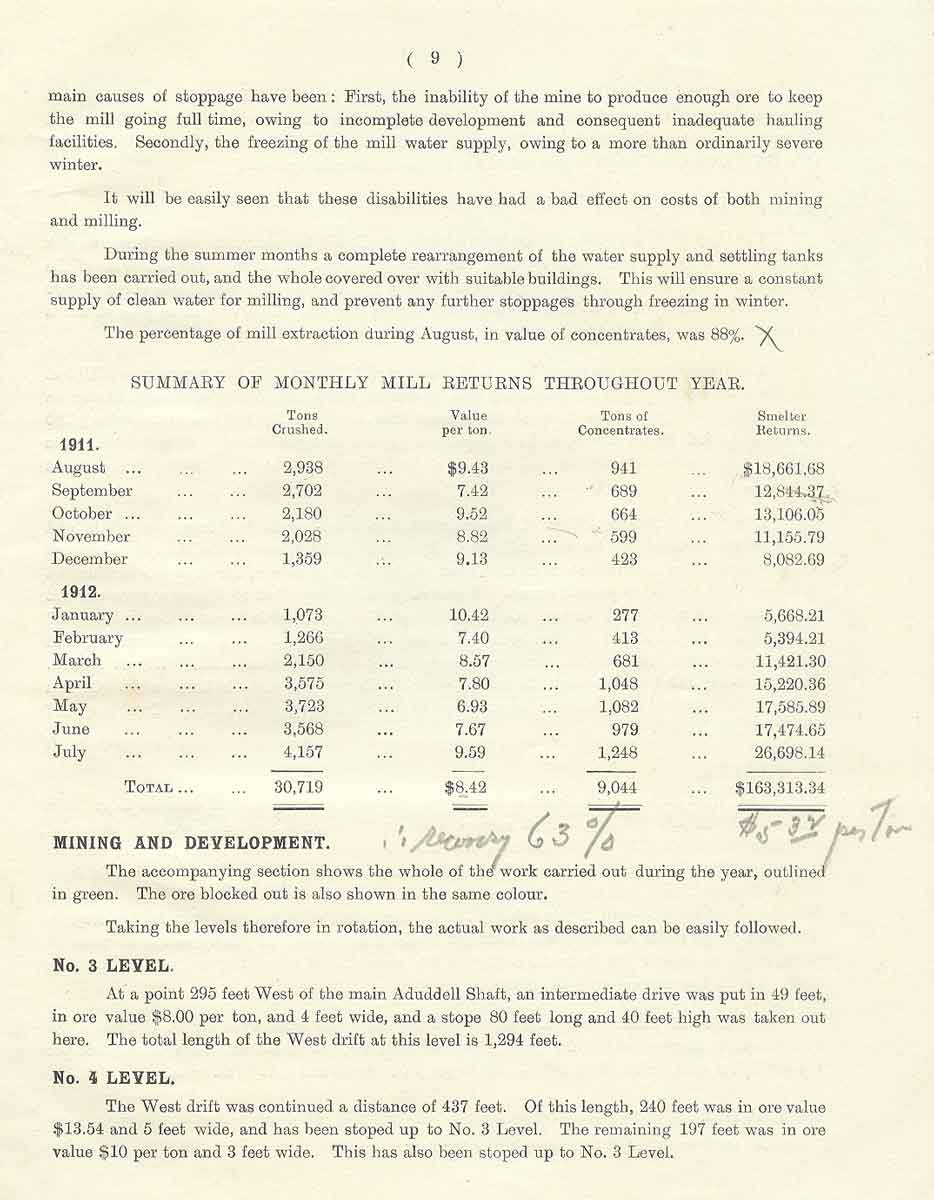 ( 9 )
main causes of stoppage have been : First, the inability of the mine to produce enough ore to keep
the mill going full time, owing to incomplete development and consequent inadequate hauling
facilities. Secondly, the freezing of the mill water supply, owing to a more than ordinarily severe
winter.
It will be easily seen that these disabilities have had a bad effect on costs of both mining
and milling.
During the summer months a complete rearrangement of the water supply and settling tanks
has been carried out, and the whole covered over with suitable buildings. This will ensure a constant
supply of clean water for milling, and prevent any further stoppages through freezing in winter.
The percentage of mill extraction during August, in value of concentrates, was 88%. X
SUMMARY OF MONTHLY MILL RETURNS THROUGHOUT YEAR.
Tons Value Tons of Smelter
Crushed. per ton. Concentrates. Returns.
1911.
August ... ... ... 2,938 ... $9.43 ... 941 ... $18,661,68
September ... ... 2,702 ... 7.42 ... 689 ... 12,844.37
October ... ... ... 2,180 ... 9.52 ... 664 ... 13,106.05
November ... ... 2,028 ... 8.82 ... 599 ... 11,155.79
December ... ... 1,359 ... 9.13 ... 423 ... 8,082.69
1912.
January ... ... ... 1,073 ... 10.42 ... 277 ... 5,668.21
February ... ... 1,266 ... 7.40 ... 413 ... 5,394.21
March ... ... ... 2,150 ... 8.57 ... 681 ... 11,421.30
April ... ... ... 3,575 ... 7.80 ... 1,048 ... 15,220.36
May ... ... ... 3,723 ... 6.93 ... 1,082 ... 17,585.89
June ... ... ... 3,568 ... 7.67 ... 979 ... 17,474.65
July ... ... ... 4,157 ... 9.59 ... 1,248 ... 26,698.14
TOTAL ... ... 30,719 ... $8.42 ... 9,044 ... $163,313.34
∴ recovery 63 % $5 per Ton
MINING AND DEVELOPMENT.
The accompanying section shows the whole of the work carried out during the year, outlined
in green. The ore blocked out is also shown in the same colour.
Taking the levels therefore in rotation, the actual work as described can be easily followed.
No. 3 LEVEL.
At a point 295 feet West of the main Aduddell Shaft, an intermediate drive was put in 49 feet,
in ore value $8.00 per ton, and 4 feet wide, and a stope 80 feet long and 40 feet high was taken out
here. The total length of the West drift at this level is 1,294 feet.
No. 4 LEVEL.
The West drift was continued a distance of 437 feet. Of this length, 240 feet was in ore value
$13.54 and 5 feet wide, and has been stoped up to No. 3 Level. The remaining 197 feet was in ore
value $10 per ton and 3 feet wide. This has also been stoped up to No. 3 Level.